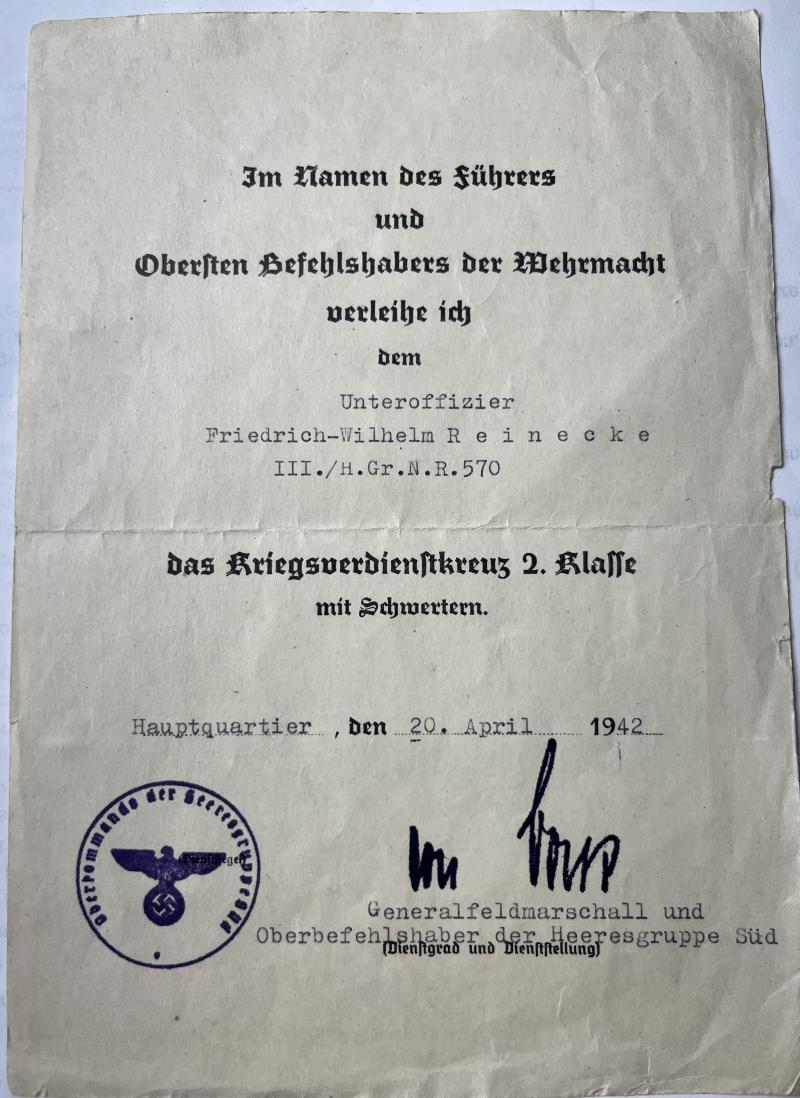 Im Namen des Führers
und
Obersten Befehlshabers der Wehrmacht
verleihe ich
dem
Unteroffizier
Friedrich-Wilhelm R e i n e c k e
III./H.Gr.N.R.570
das Kriegsverdienstkreuz 2. Klasse
mit Schwertern.
Hauptquartier , den 20. April 1942
Oberkommando der Heeresgruppe Süd
(Dienstsiegel)
von Bock
Generalfeldmarschall und
Oberbefehlshaber der Heeresgruppe Süd
(Dienstgrad und Dienststellung)